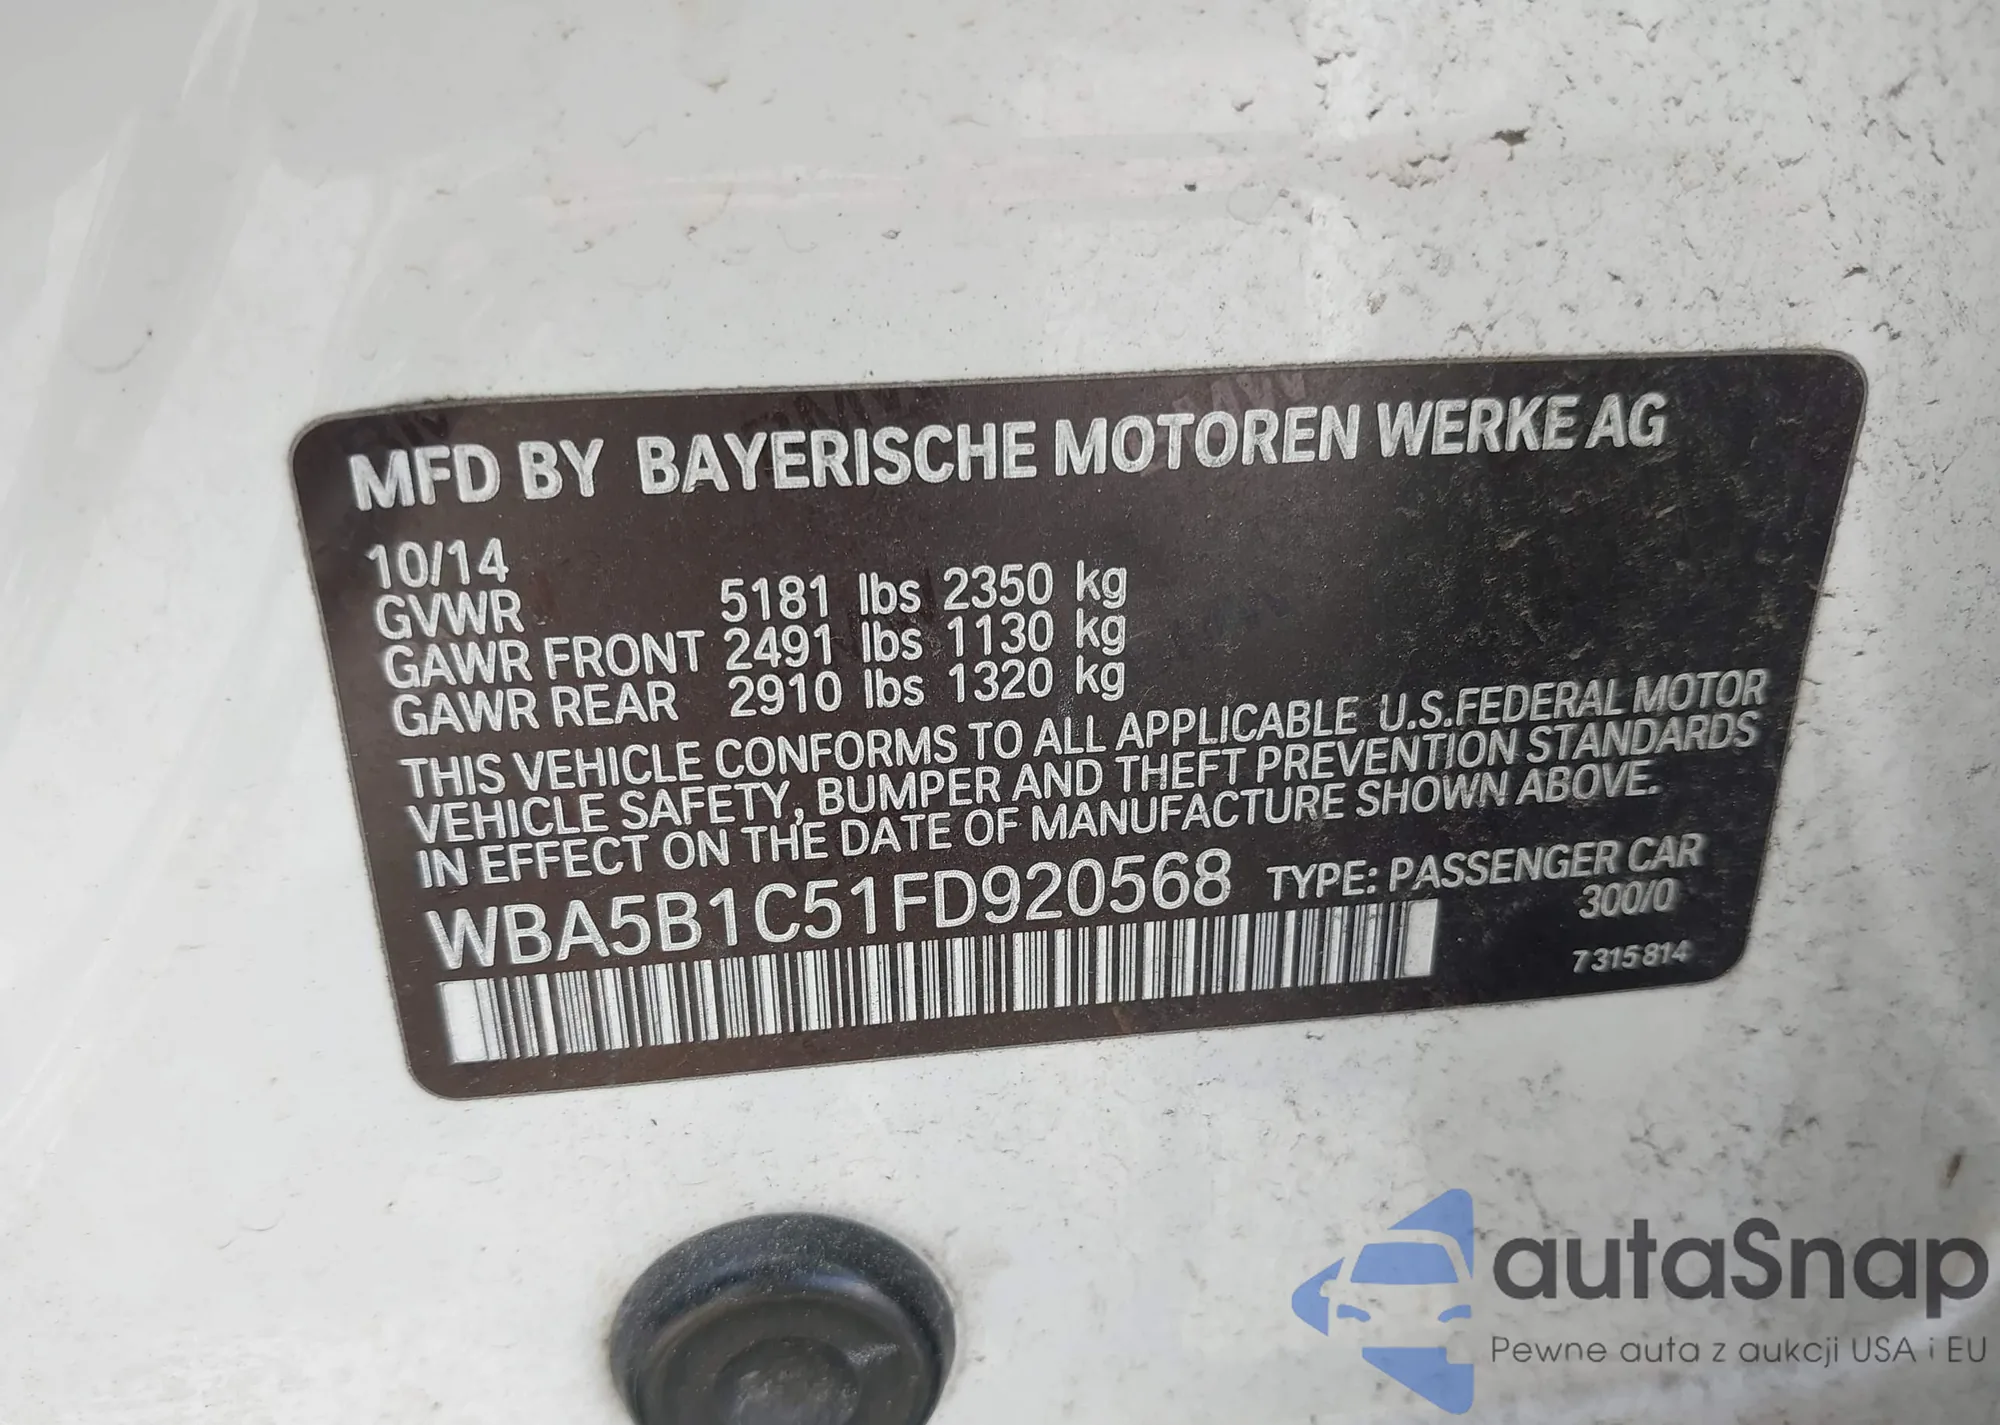 MFD BY BAYERISCHE MOTOREN WERKE AG
10/14
GVWR 5181 lbs 2350 kg
GAWR FRONT 2491 lbs 1130 kg
GAWR REAR 2910 lbs 1320 kg
THIS VEHICLE CONFORMS TO ALL APPLICABLE U.S.FEDERAL MOTOR
VEHICLE SAFETY, BUMPER AND THEFT PREVENTION STANDARDS
IN EFFECT ON THE DATE OF MANUFACTURE SHOWN ABOVE.
WBA5B1C51FD920568 TYPE: PASSENGER CAR
300/0
7 315 814
autaSnap
Pewne auta z aukcji USA i EU